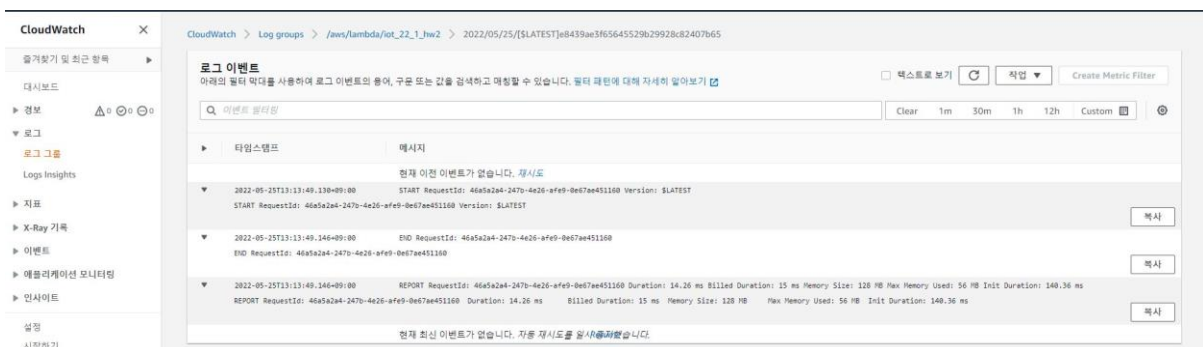 CloudWatch ×
CloudWatch > Log groups > /aws/lambda/iot_22_1_hw2 > 2022/05/25/[$LATEST]e8439ae3f65645529b29928c82407b65
즐겨찾기 및 최근 항목
대시보드
경보 0 0 0
로그
로그 그룹
Logs Insights
지표
X-Ray 기록
이벤트
애플리케이션 모니터링
인사이트
설정
시작하기
로그 이벤트
아래의 필터 막대를 사용하여 로그 이벤트의 용어, 구문 또는 값을 검색하고 매칭할 수 있습니다. 필터 패턴에 대해 자세히 알아보기
텍스트로 보기 작업 Create Metric Filter
이벤트 필터링 Clear 1m 30m 1h 12h Custom
타임스탬프 메시지
현재 이전 이벤트가 없습니다. 재시도
2022-05-25T13:13:49.130+09:00 START RequestId: 46a5a2a4-247b-4e26-afe9-0e67ae451160 Version: $LATEST
START RequestId: 46a5a2a4-247b-4e26-afe9-0e67ae451160 Version: $LATEST
복사
2022-05-25T13:13:49.146+09:00 END RequestId: 46a5a2a4-247b-4e26-afe9-0e67ae451160
END RequestId: 46a5a2a4-247b-4e26-afe9-0e67ae451160
복사
2022-05-25T13:13:49.146+09:00 REPORT RequestId: 46a5a2a4-247b-4e26-afe9-0e67ae451160 Duration: 14.26 ms Billed Duration: 15 ms Memory Size: 128 MB Max Memory Used: 56 MB Init Duration: 140.36 ms
REPORT RequestId: 46a5a2a4-247b-4e26-afe9-0e67ae451160 Duration: 14.26 ms Billed Duration: 15 ms Memory Size: 128 MB Max Memory Used: 56 MB Init Duration: 140.36 ms
복사
현재 최신 이벤트가 없습니다. 자동 재시도를 일시